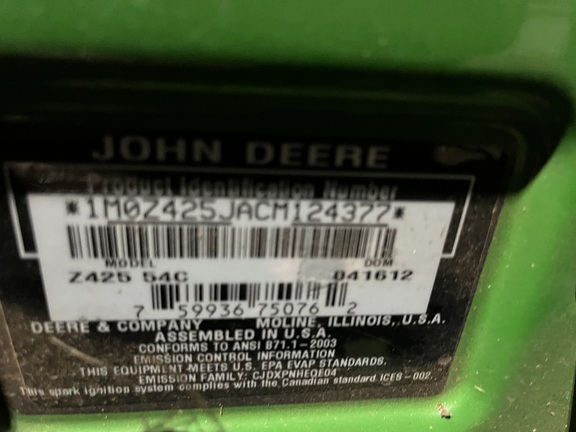 JOHN DEERE
Product Identification Number
*1M0Z425JACM124377*
MODEL DOM
Z425 54C 041612
7 59936 75076 2
DEERE & COMPANY MOLINE, ILLINOIS, U.S.A.
ASSEMBLED IN U.S.A.
CONFORMS TO ANSI B71.1-2003
EMISSION CONTROL INFORMATION
THIS EQUIPMENT MEETS U.S. EPA EVAP STANDARDS.
EMISSION FAMILY: CJDXPNHEQE04
This spark ignition system complies with the Canadian standard ICES-002.